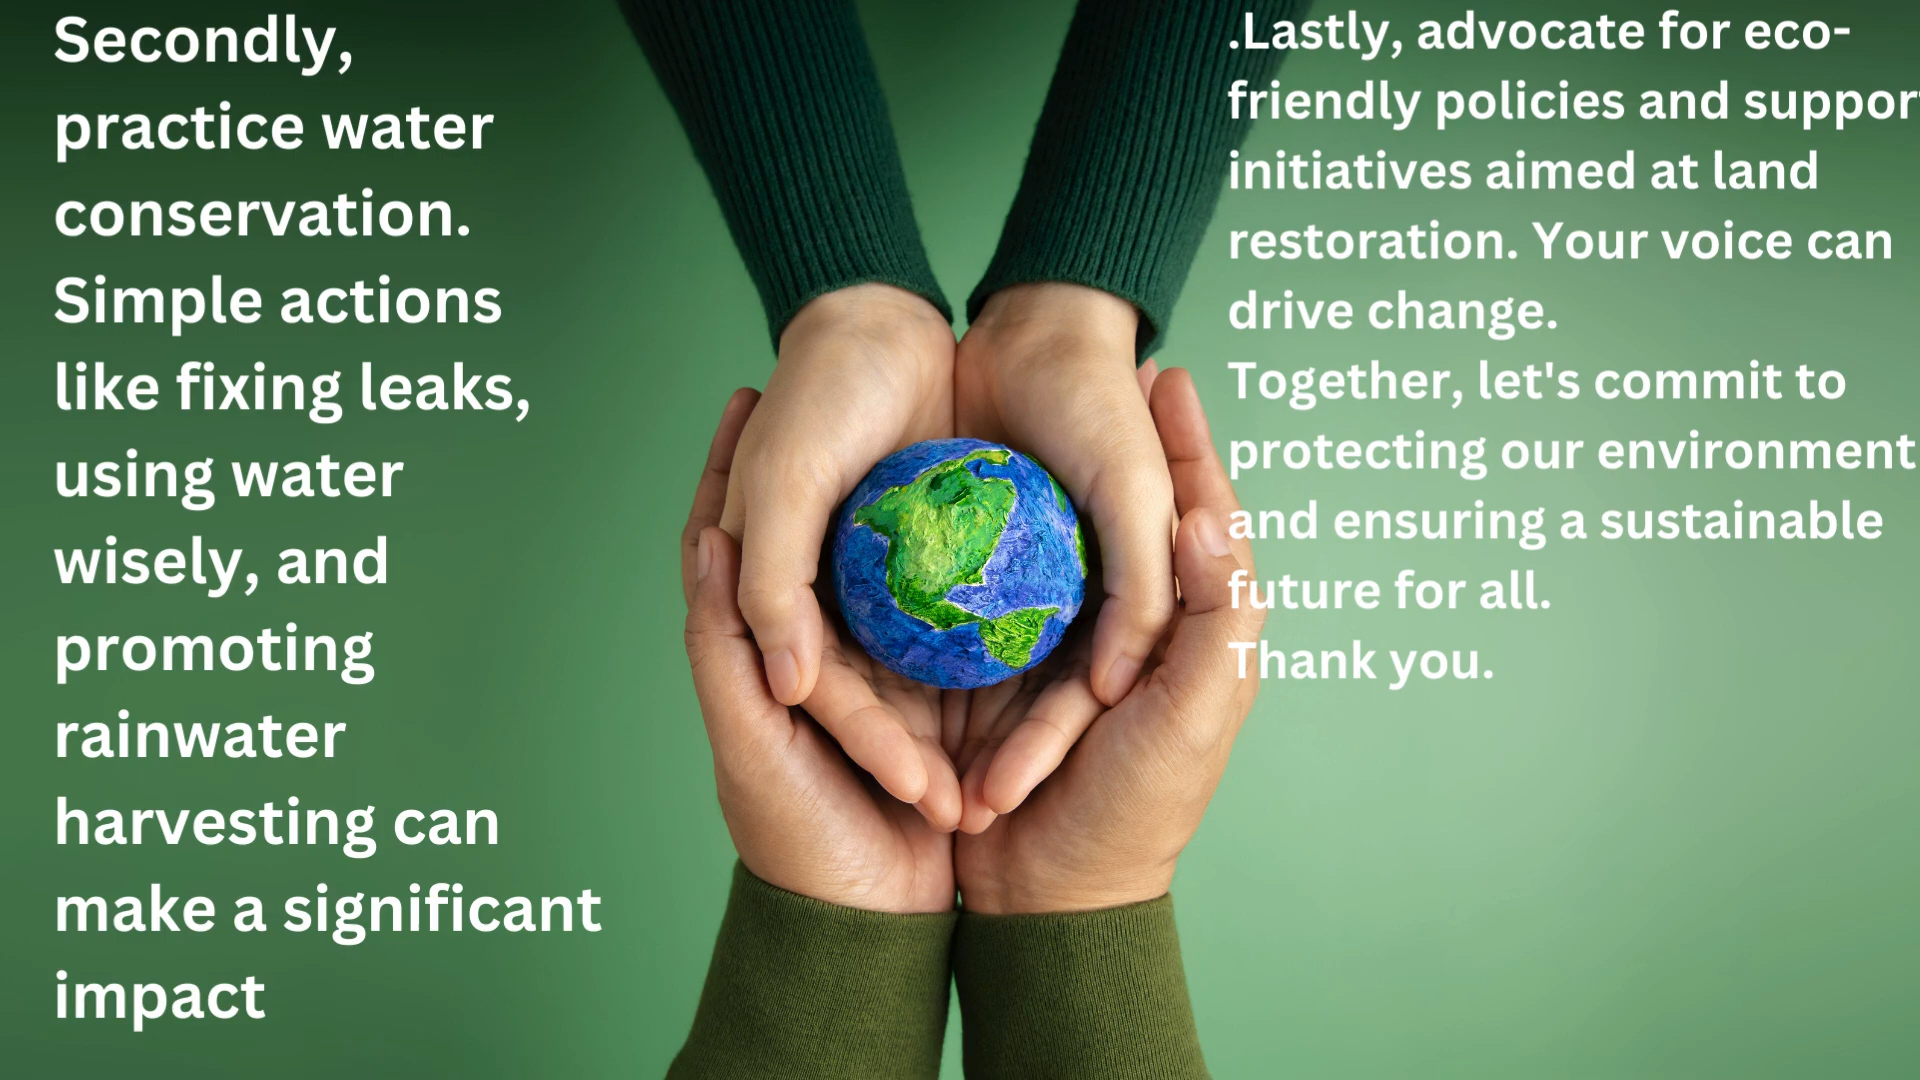 Secondly,
practice water
conservation.
Simple actions
like fixing leaks,
using water
wisely, and
promoting
rainwater
harvesting can
make a significant
impact
.Lastly, advocate for eco-
friendly policies and support
initiatives aimed at land
restoration. Your voice can
drive change.
Together, let's commit to
protecting our environment
and ensuring a sustainable
future for all.
Thank you.